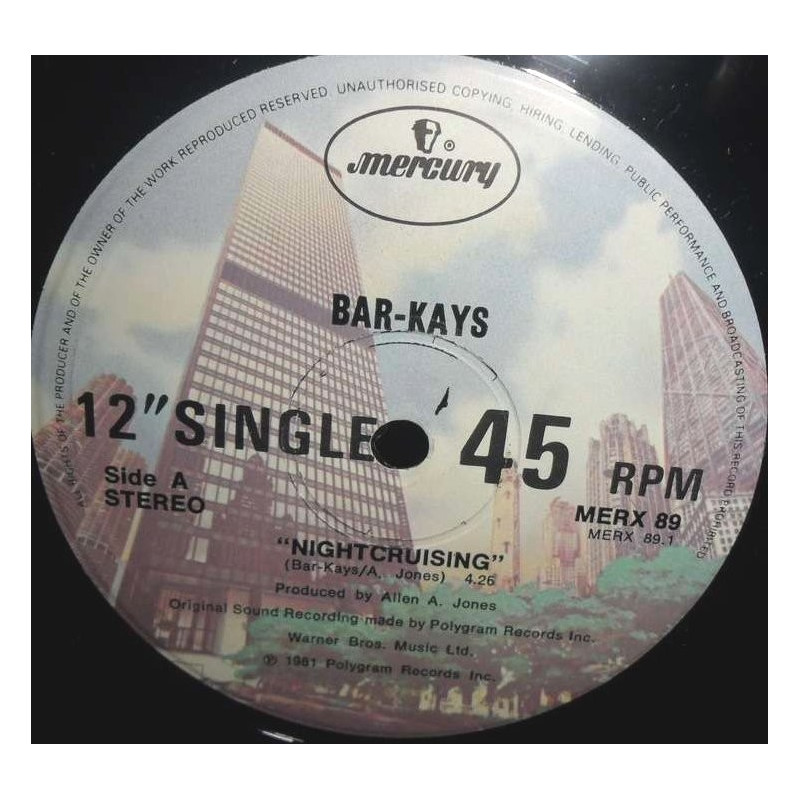 ALL RIGHTS OF THE PRODUCER AND OF THE OWNER OF THE WORK REPRODUCED RESERVED. UNAUTHORISED COPYING, HIRING, LENDING, PUBLIC PERFORMANCE AND BROADCASTING OF THIS RECORD PROHIBITED
®
mercury
BAR-KAYS
12" SINGLE 45 RPM
Side A
STEREO
MERX 89
MERX 89.1
"NIGHTCRUISING"
(Bar-Kays/A. Jones) 4.26
Produced by Allen A. Jones
Original Sound Recording made by Polygram Records Inc.
Warner Bros. Music Ltd.
℗ 1981 Polygram Records Inc.